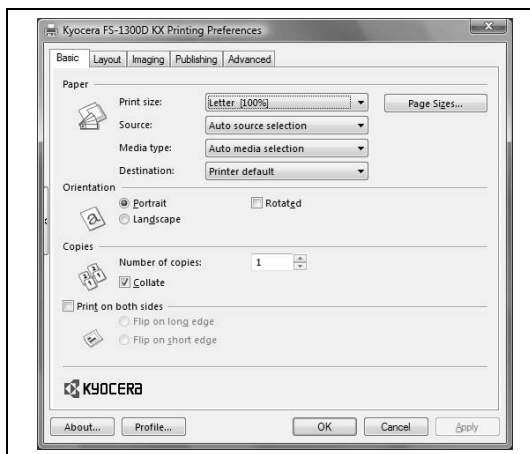 Kyocera FS-1300D KX Printing Preferences
Basic Layout Imaging Publishing Advanced
Paper
Print size: Letter [100%] Page Sizes...
Source: Auto source selection
Media type: Auto media selection
Destination: Printer default
Orientation
Portrait Rotated
Landscape
Copies
Number of copies: 1
Collate
Print on both sides
Flip on long edge
Flip on short edge
KYOCERA
About... Profile... OK Cancel Apply